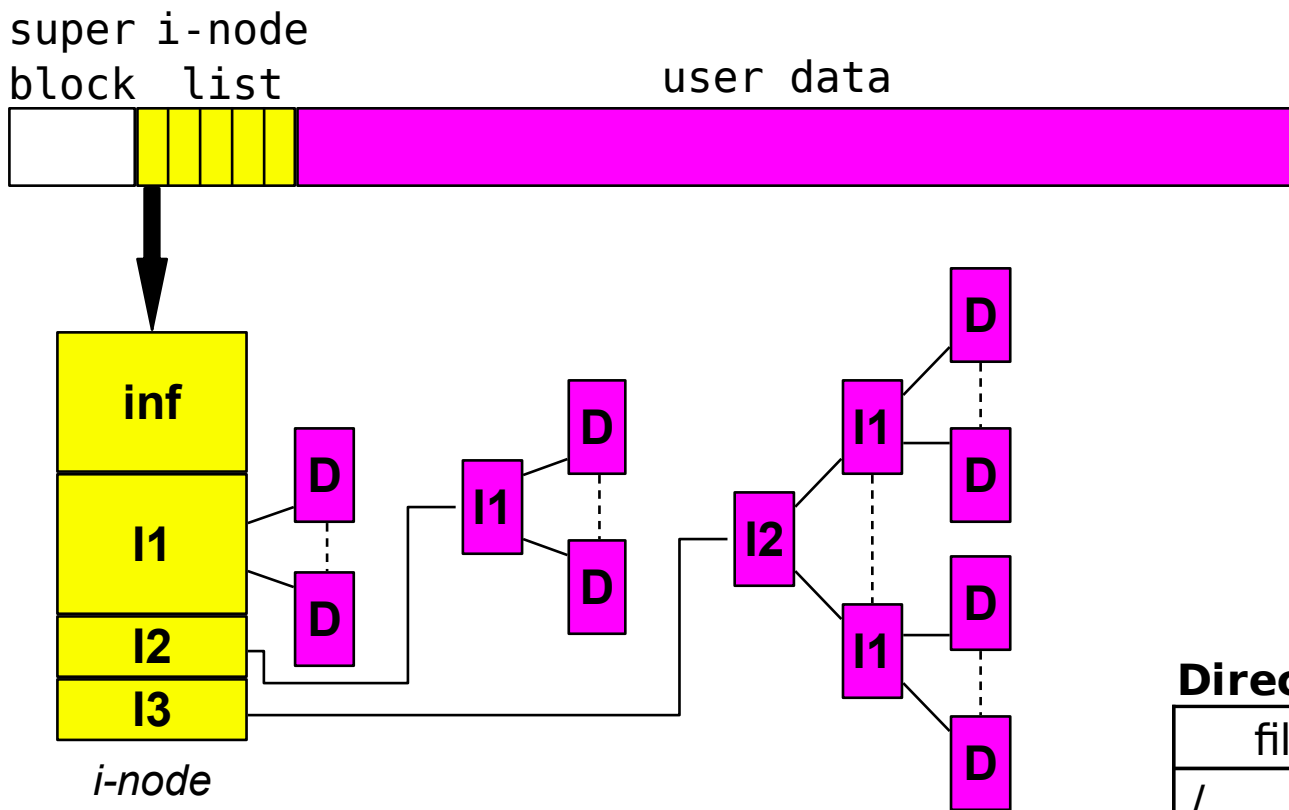 super i-node
block list
user data
inf
I1
I2
I3
i-node
D
D
I1
D
D
I2
I1
I1
D
D
D
D
/